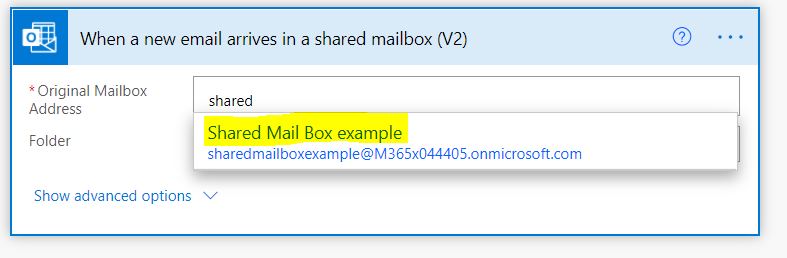 When a new email arrives in a shared mailbox (V2)
* Original Mailbox
Address
shared
Shared Mail Box example
sharedmailboxexample@M365x044405.onmicrosoft.com
Folder
Show advanced options